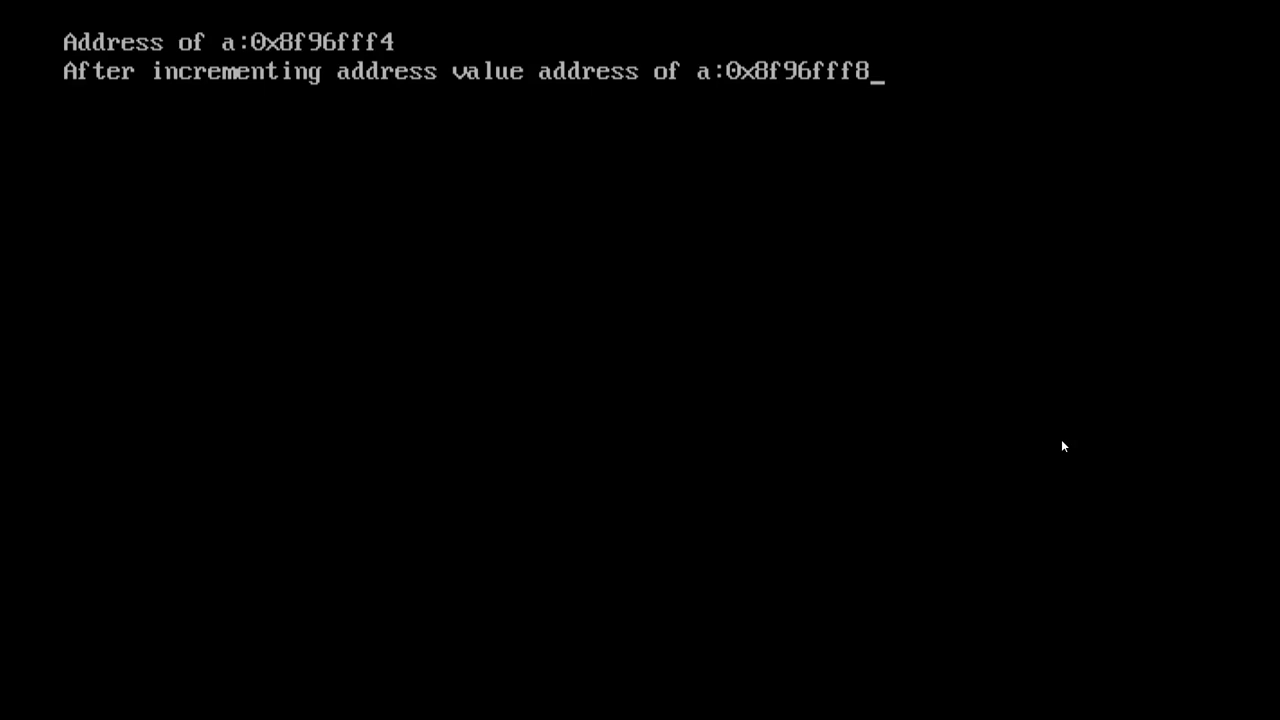 Address of a:0x8f96fff4
After incrementing address value address of a:0x8f96fff8_